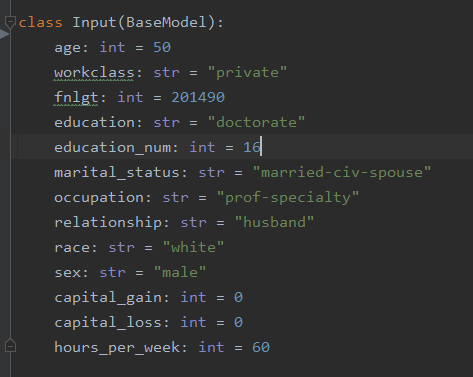 class Input(BaseModel):
age: int = 50
workclass: str = "private"
fnlgt: int = 201490
education: str = "doctorate"
education_num: int = 16
marital_status: str = "married-civ-spouse"
occupation: str = "prof-specialty"
relationship: str = "husband"
race: str = "white"
sex: str = "male"
capital_gain: int = 0
capital_loss: int = 0
hours_per_week: int = 60